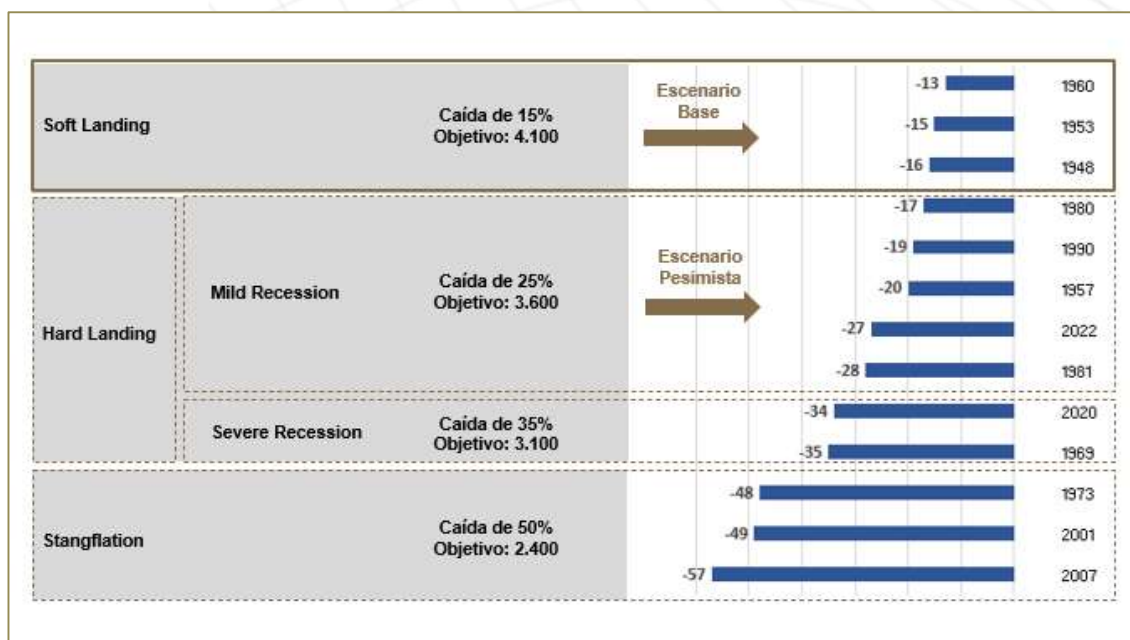 Soft Landing
Caída de 15%
Objetivo: 4.100
Escenario
Base
-13 1960
-15 1953
-16 1948
Hard Landing
Mild Recession
Caída de 25%
Objetivo: 3.600
Escenario
Pesimista
-17 1980
-19 1990
-20 1957
-27 2022
-28 1981
Severe Recession
Caída de 35%
Objetivo: 3.100
-34 2020
-35 1969
Stangflation
Caída de 50%
Objetivo: 2.400
-48 1973
-49 2001
-57 2007